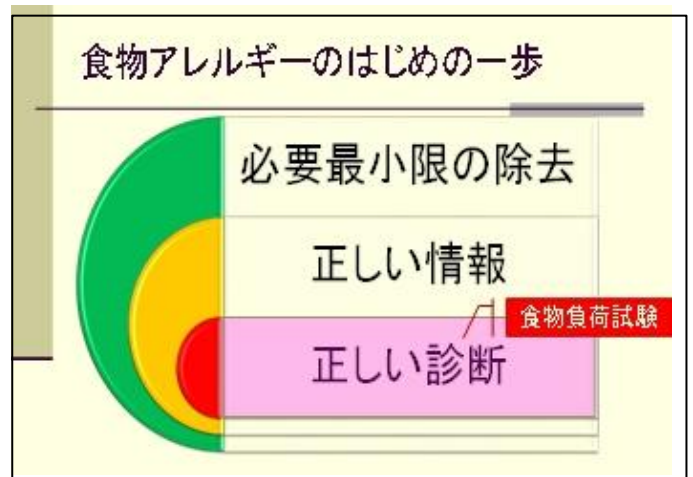 食物アレルギーのはじめの一歩
必要最小限の除去
正しい情報
食物負荷試験
正しい診断